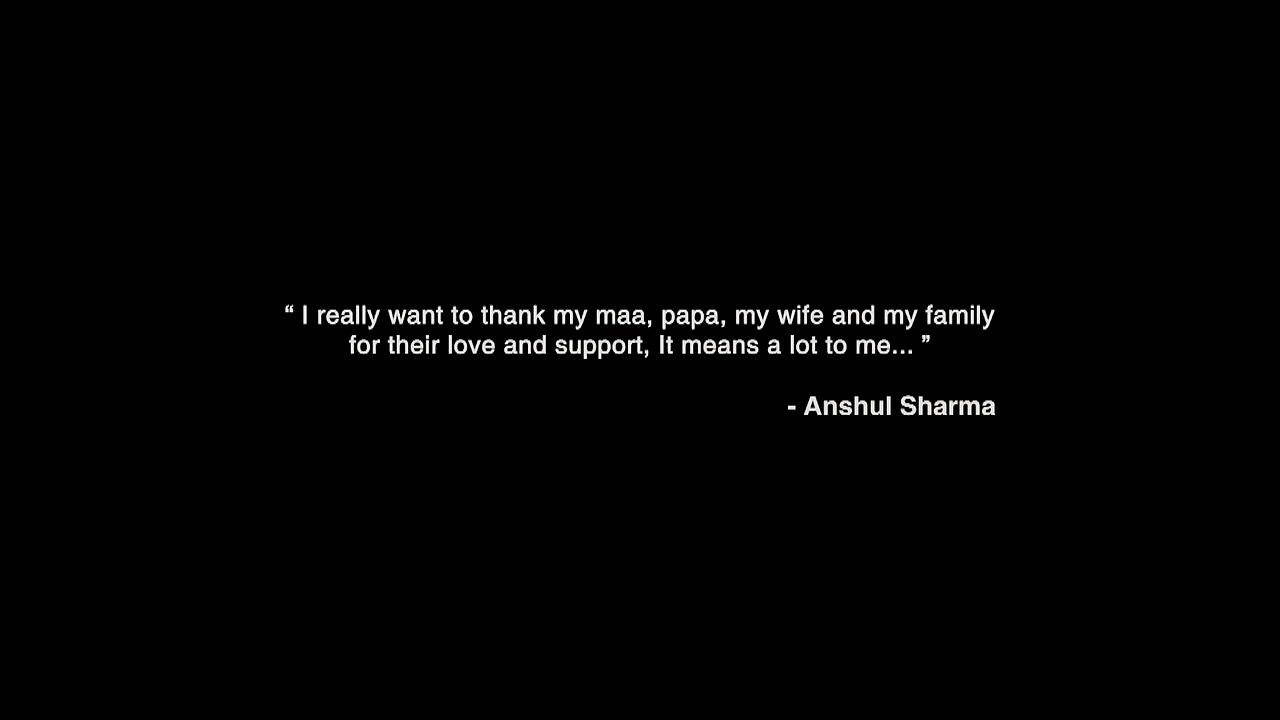 “ I really want to thank my maa, papa, my wife and my family
for their love and support, It means a lot to me... ”
- Anshul Sharma